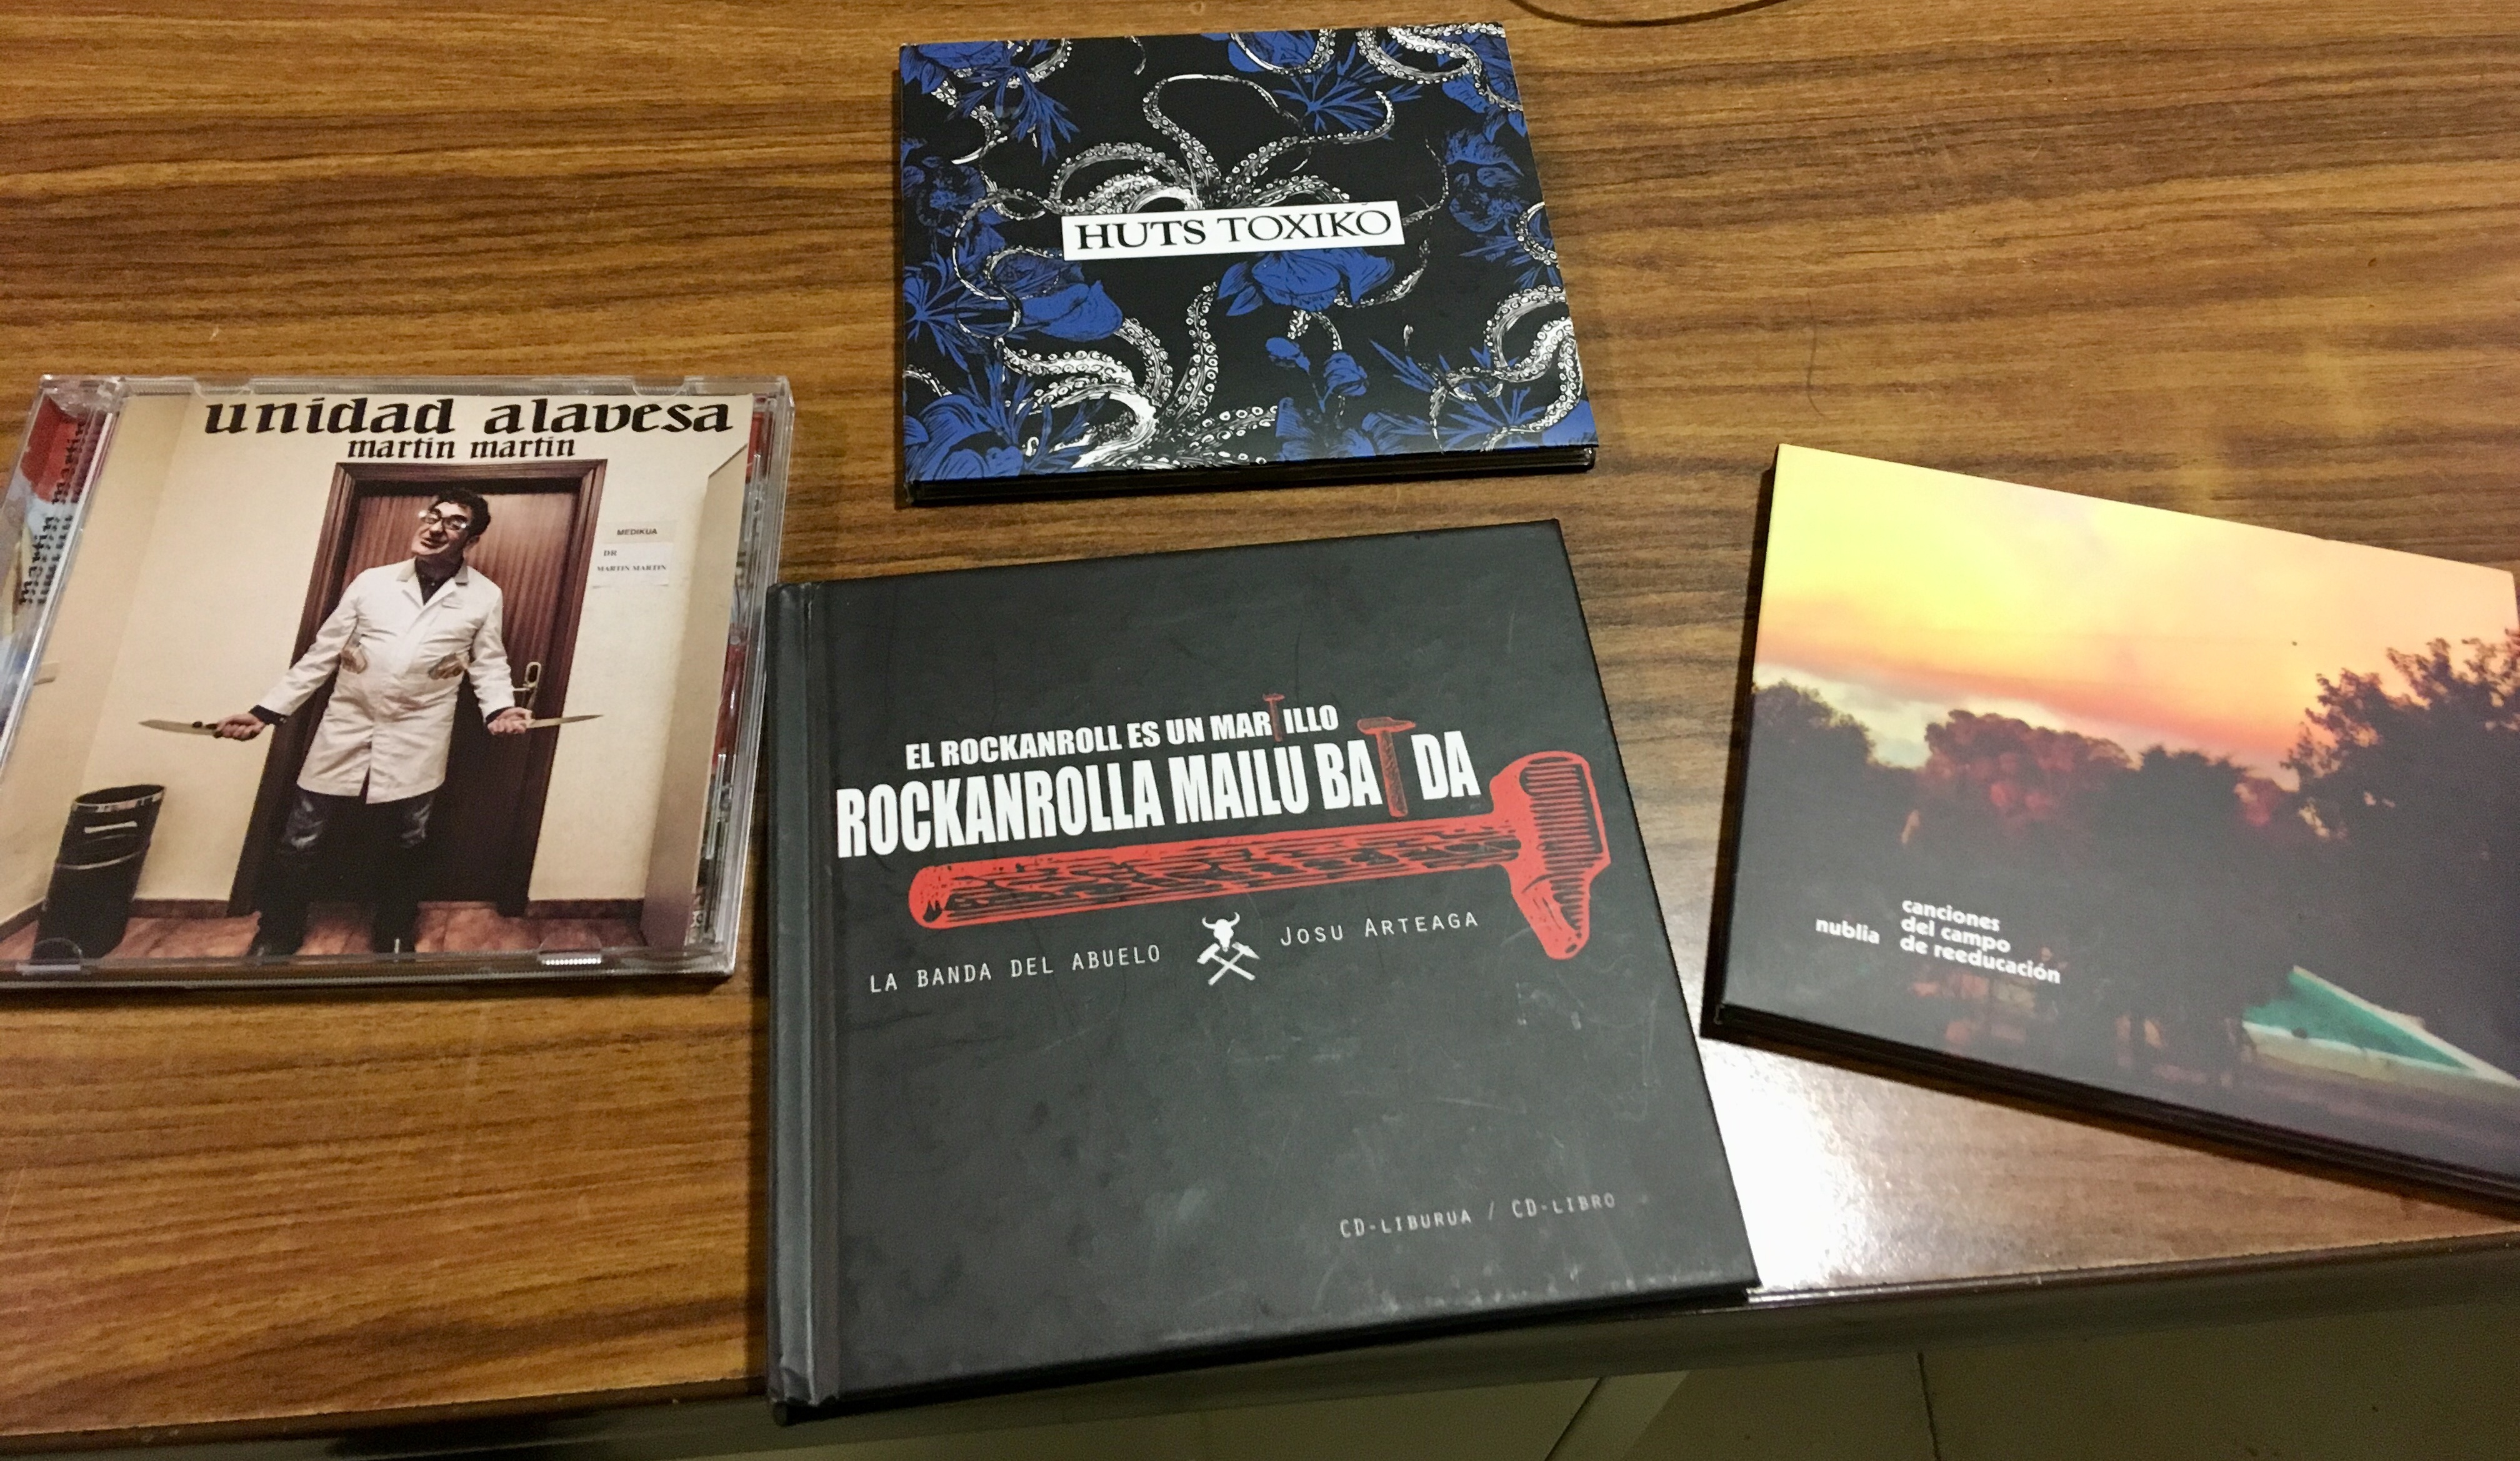 HUTS TOXIKO
unidad alavesa
martin martin
MEDIKUA
DR
MARTIN MARTIN
EL ROCKANROLL ES UN MARTILLO
ROCKANROLLA MAILU BAT DA
LA BANDA DEL ABUELO
JOSU ARTEAGA
CD-LIBURUA / CD-LIBRO
nublia
canciones
del campo
de reeducación